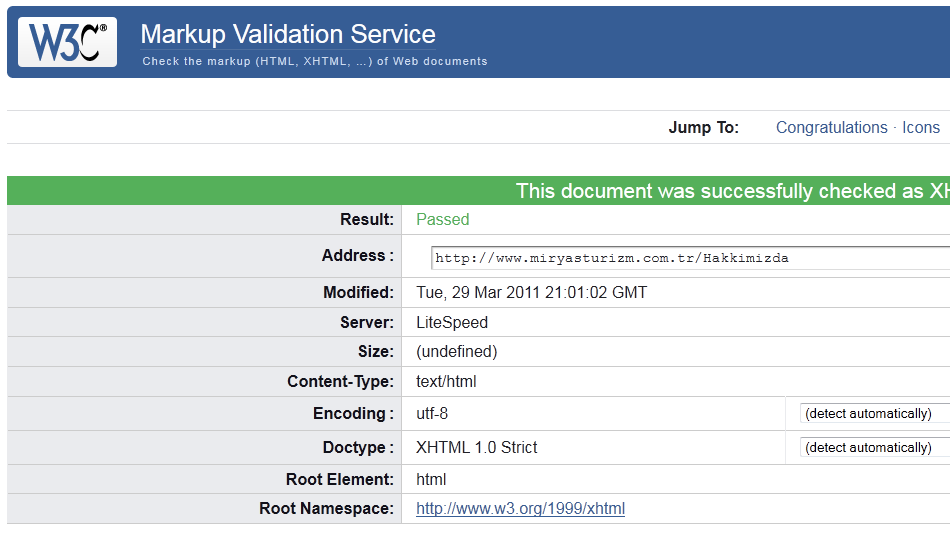 W3C®
Markup Validation Service
Check the markup (HTML, XHTML, …) of Web documents
Jump To: Congratulations · Icons
This document was successfully checked as XH
Result: Passed
Address : http://www.miryasturizm.com.tr/Hakkimizda
Modified: Tue, 29 Mar 2011 21:01:02 GMT
Server: LiteSpeed
Size: (undefined)
Content-Type: text/html
Encoding : utf-8 (detect automatically)
Doctype : XHTML 1.0 Strict (detect automatically)
Root Element: html
Root Namespace: http://www.w3.org/1999/xhtml